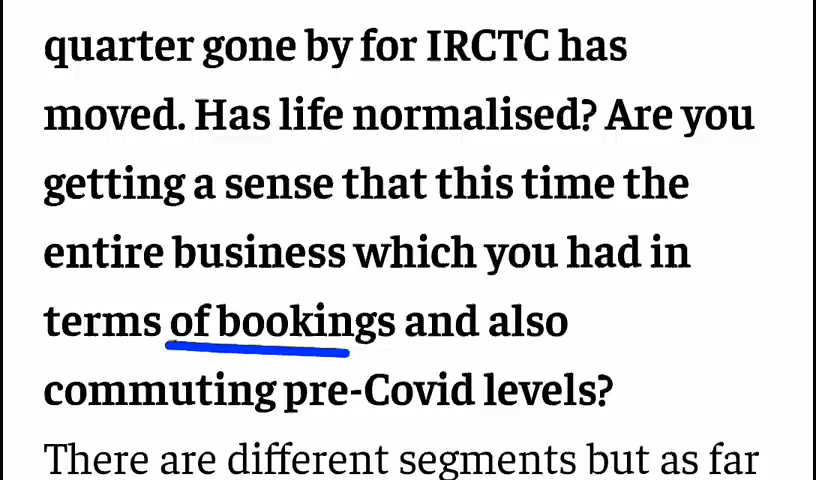 quarter gone by for IRCTC has
moved. Has life normalised? Are you
getting a sense that this time the
entire business which you had in
terms of bookings and also
commuting pre-Covid levels?
There are different segments but as far